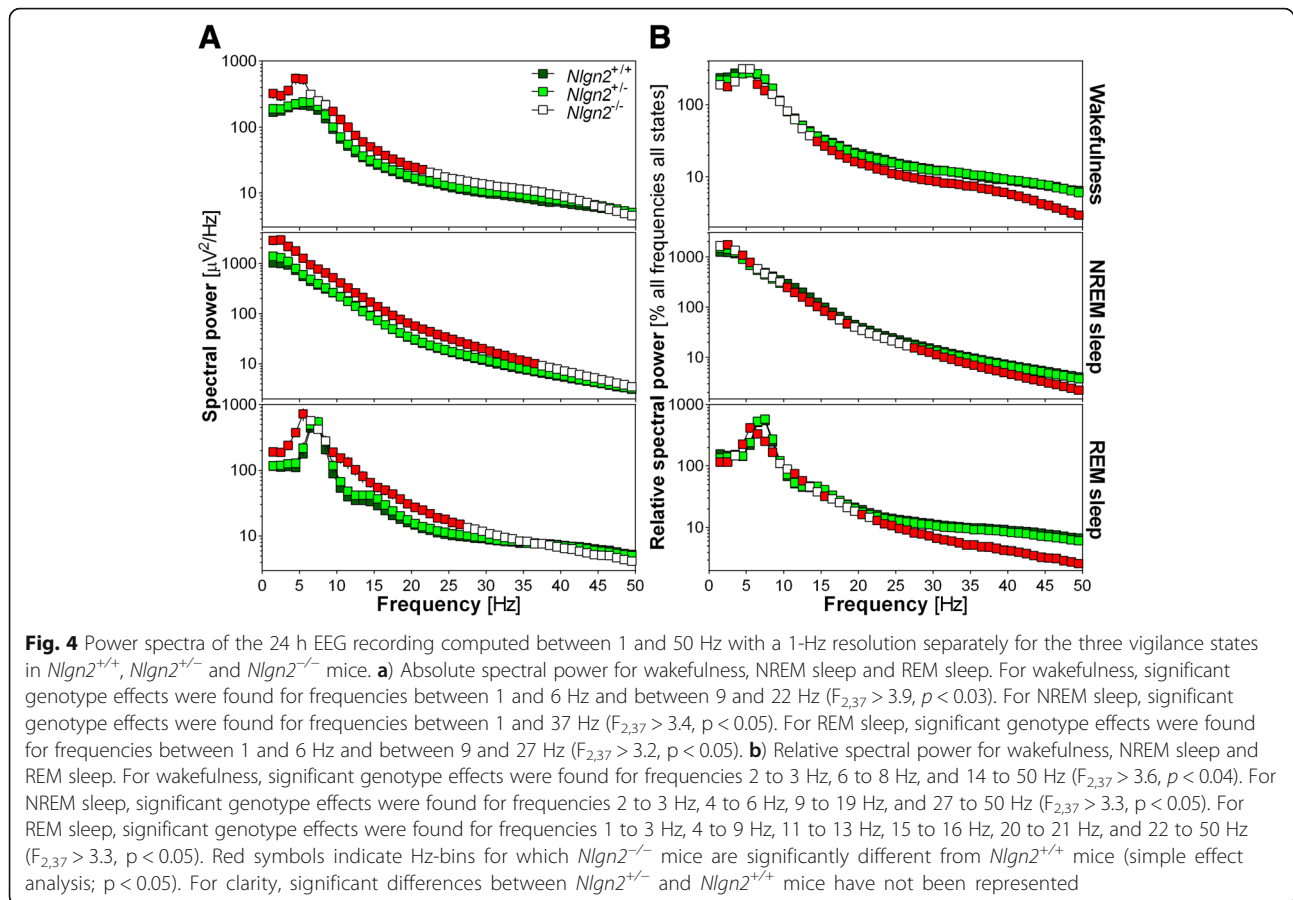 A
B
1000
100
10
1000
100
10
1000
100
10
Spectral power [μV²/Hz]
Nlgn2+/+
Nlgn2+/-
Nlgn2-/-
0 5 10 15 20 25 30 35 40 45 50
Frequency [Hz]
100
10
1000
100
10
1000
100
10
Relative spectral power [% all frequencies all states]
0 5 10 15 20 25 30 35 40 45 50
Frequency [Hz]
Wakefulness
NREM sleep
REM sleep
Fig. 4 Power spectra of the 24 h EEG recording computed between 1 and 50 Hz with a 1-Hz resolution separately for the three vigilance states
in Nlgn2+/+, Nlgn2+/− and Nlgn2−/− mice. a) Absolute spectral power for wakefulness, NREM sleep and REM sleep. For wakefulness, significant
genotype effects were found for frequencies between 1 and 6 Hz and between 9 and 22 Hz (F2,37 > 3.9, p < 0.03). For NREM sleep, significant
genotype effects were found for frequencies between 1 and 37 Hz (F2,37 > 3.4, p < 0.05). For REM sleep, significant genotype effects were found
for frequencies between 1 and 6 Hz and between 9 and 27 Hz (F2,37 > 3.2, p < 0.05). b) Relative spectral power for wakefulness, NREM sleep and
REM sleep. For wakefulness, significant genotype effects were found for frequencies 2 to 3 Hz, 6 to 8 Hz, and 14 to 50 Hz (F2,37 > 3.6, p < 0.04). For
NREM sleep, significant genotype effects were found for frequencies 2 to 3 Hz, 4 to 6 Hz, 9 to 19 Hz, and 27 to 50 Hz (F2,37 > 3.3, p < 0.05). For
REM sleep, significant genotype effects were found for frequencies 1 to 3 Hz, 4 to 9 Hz, 11 to 13 Hz, 15 to 16 Hz, 20 to 21 Hz, and 22 to 50 Hz
(F2,37 > 3.3, p < 0.05). Red symbols indicate Hz-bins for which Nlgn2−/− mice are significantly different from Nlgn2+/+ mice (simple effect
analysis; p < 0.05). For clarity, significant differences between Nlgn2+/− and Nlgn2+/+ mice have not been represented